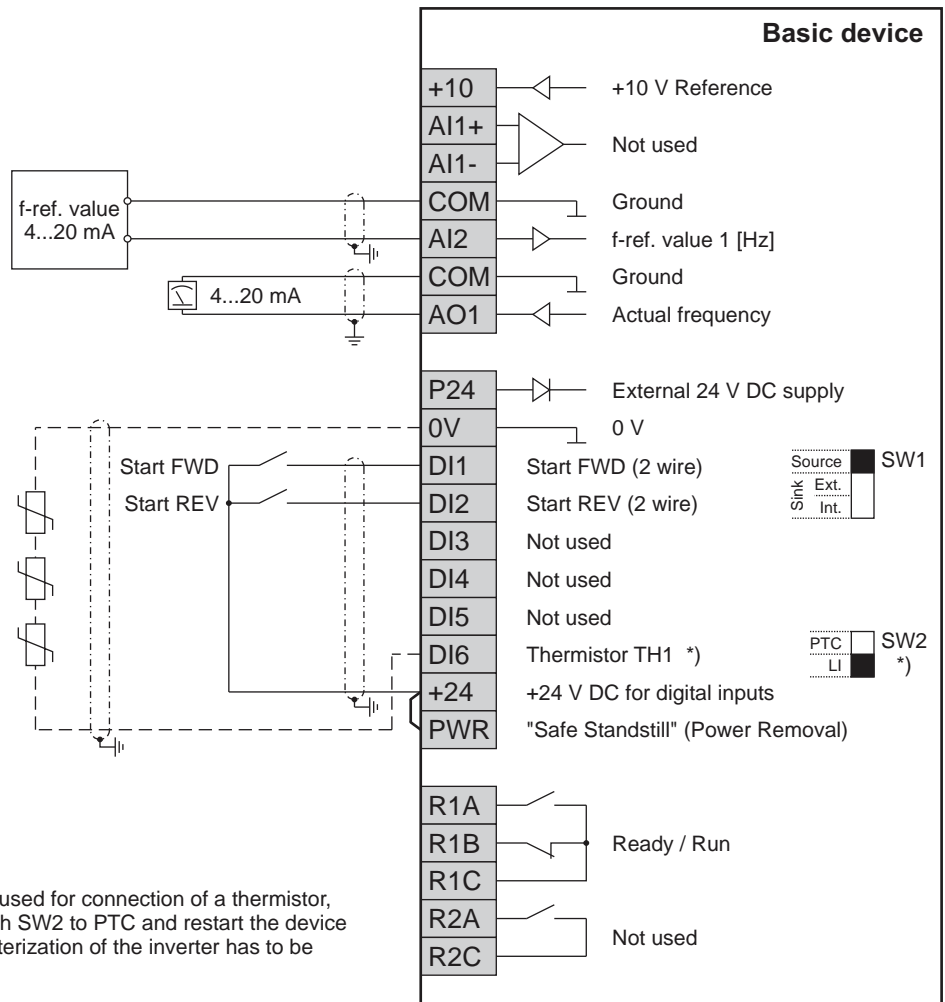 Basic device
+10
+10 V Reference
AI1+
AI1-
Not used
f-ref. value
4...20 mA
COM
Ground
AI2
f-ref. value 1 [Hz]
4...20 mA
COM
Ground
AO1
Actual frequency
P24
External 24 V DC supply
0V
0 V
Start FWD
DI1
Start FWD (2 wire)
Start REV
DI2
Start REV (2 wire)
Source
Sink
Ext.
Int.
SW1
DI3
Not used
DI4
Not used
DI5
Not used
DI6
Thermistor TH1 *)
PTC
LI
SW2
*)
+24
+24 V DC for digital inputs
PWR
"Safe Standstill" (Power Removal)
R1A
R1B
Ready / Run
R1C
R2A
Not used
R2C
used for connection of a thermistor,
SW2 to PTC and restart the device
of the inverter has to be